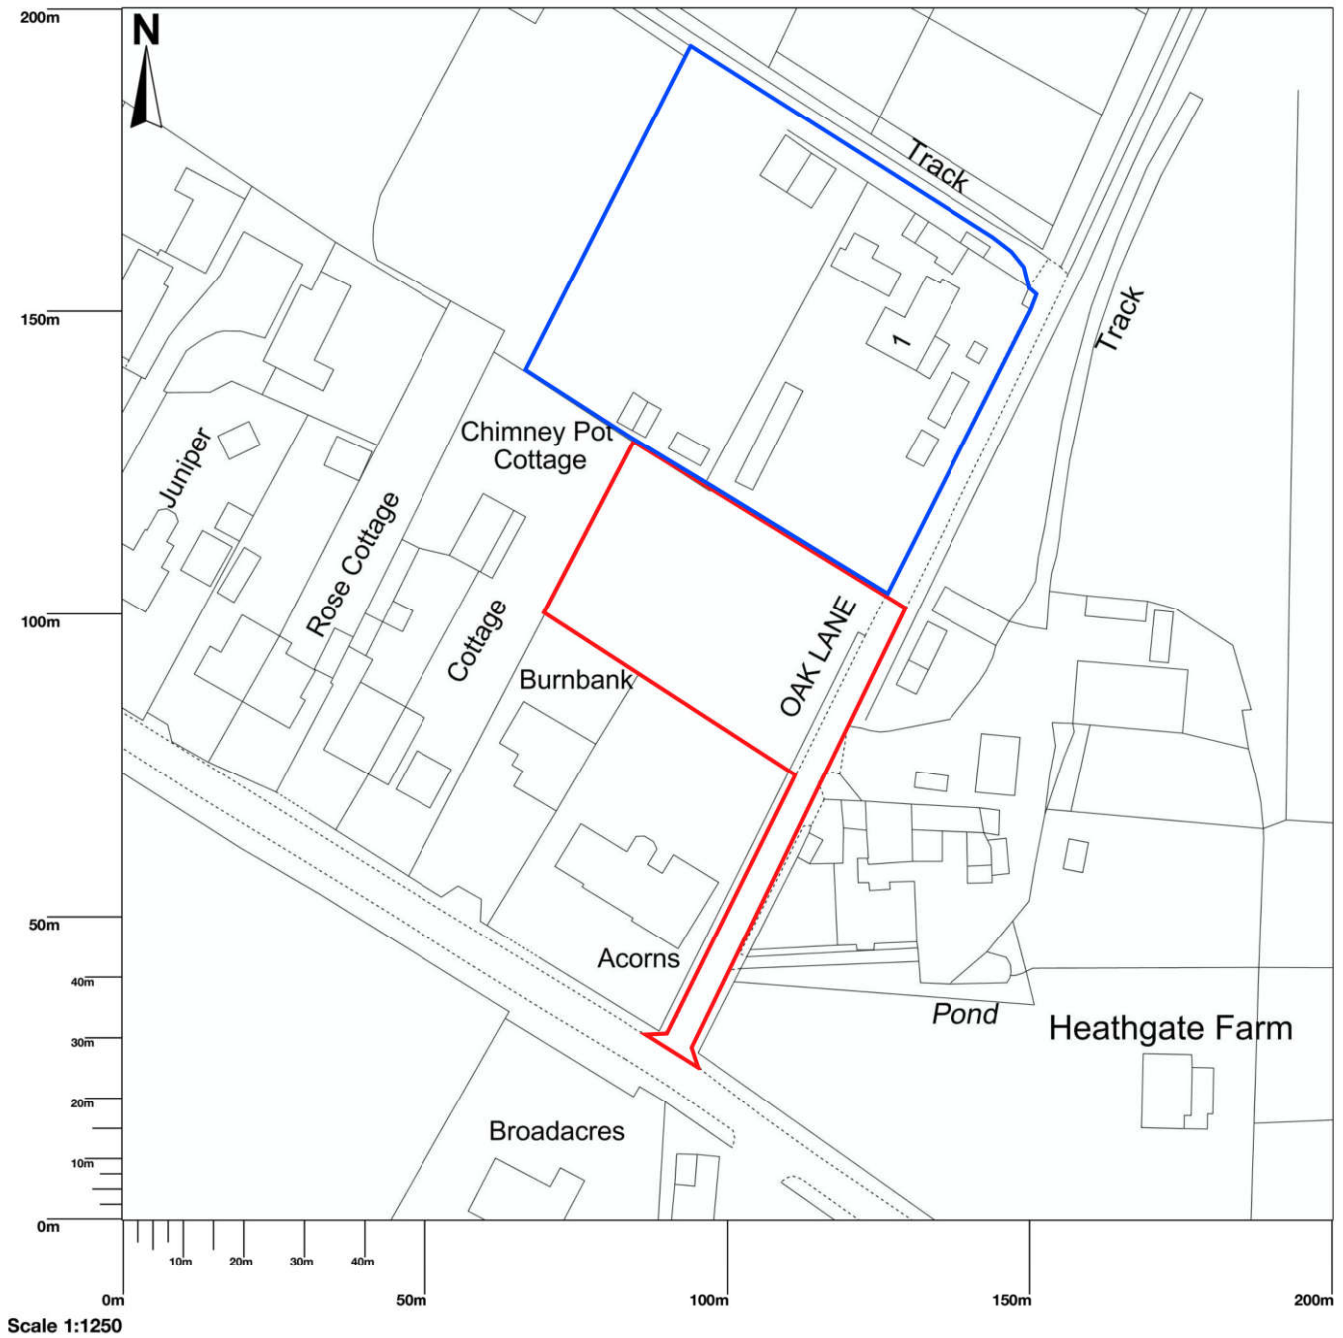 200m
N
Track
150m
Track
1
Chimney Pot
Cottage
Juniper
Rose Cottage
100m
Cottage
OAK LANE
Burnbank
50m
Acorns
40m
Pond
Heathgate Farm
30m
20m
Broadacres
10m
0m
10m
20m
30m
40m
0m
50m
100m
150m
200m
Scale 1:1250